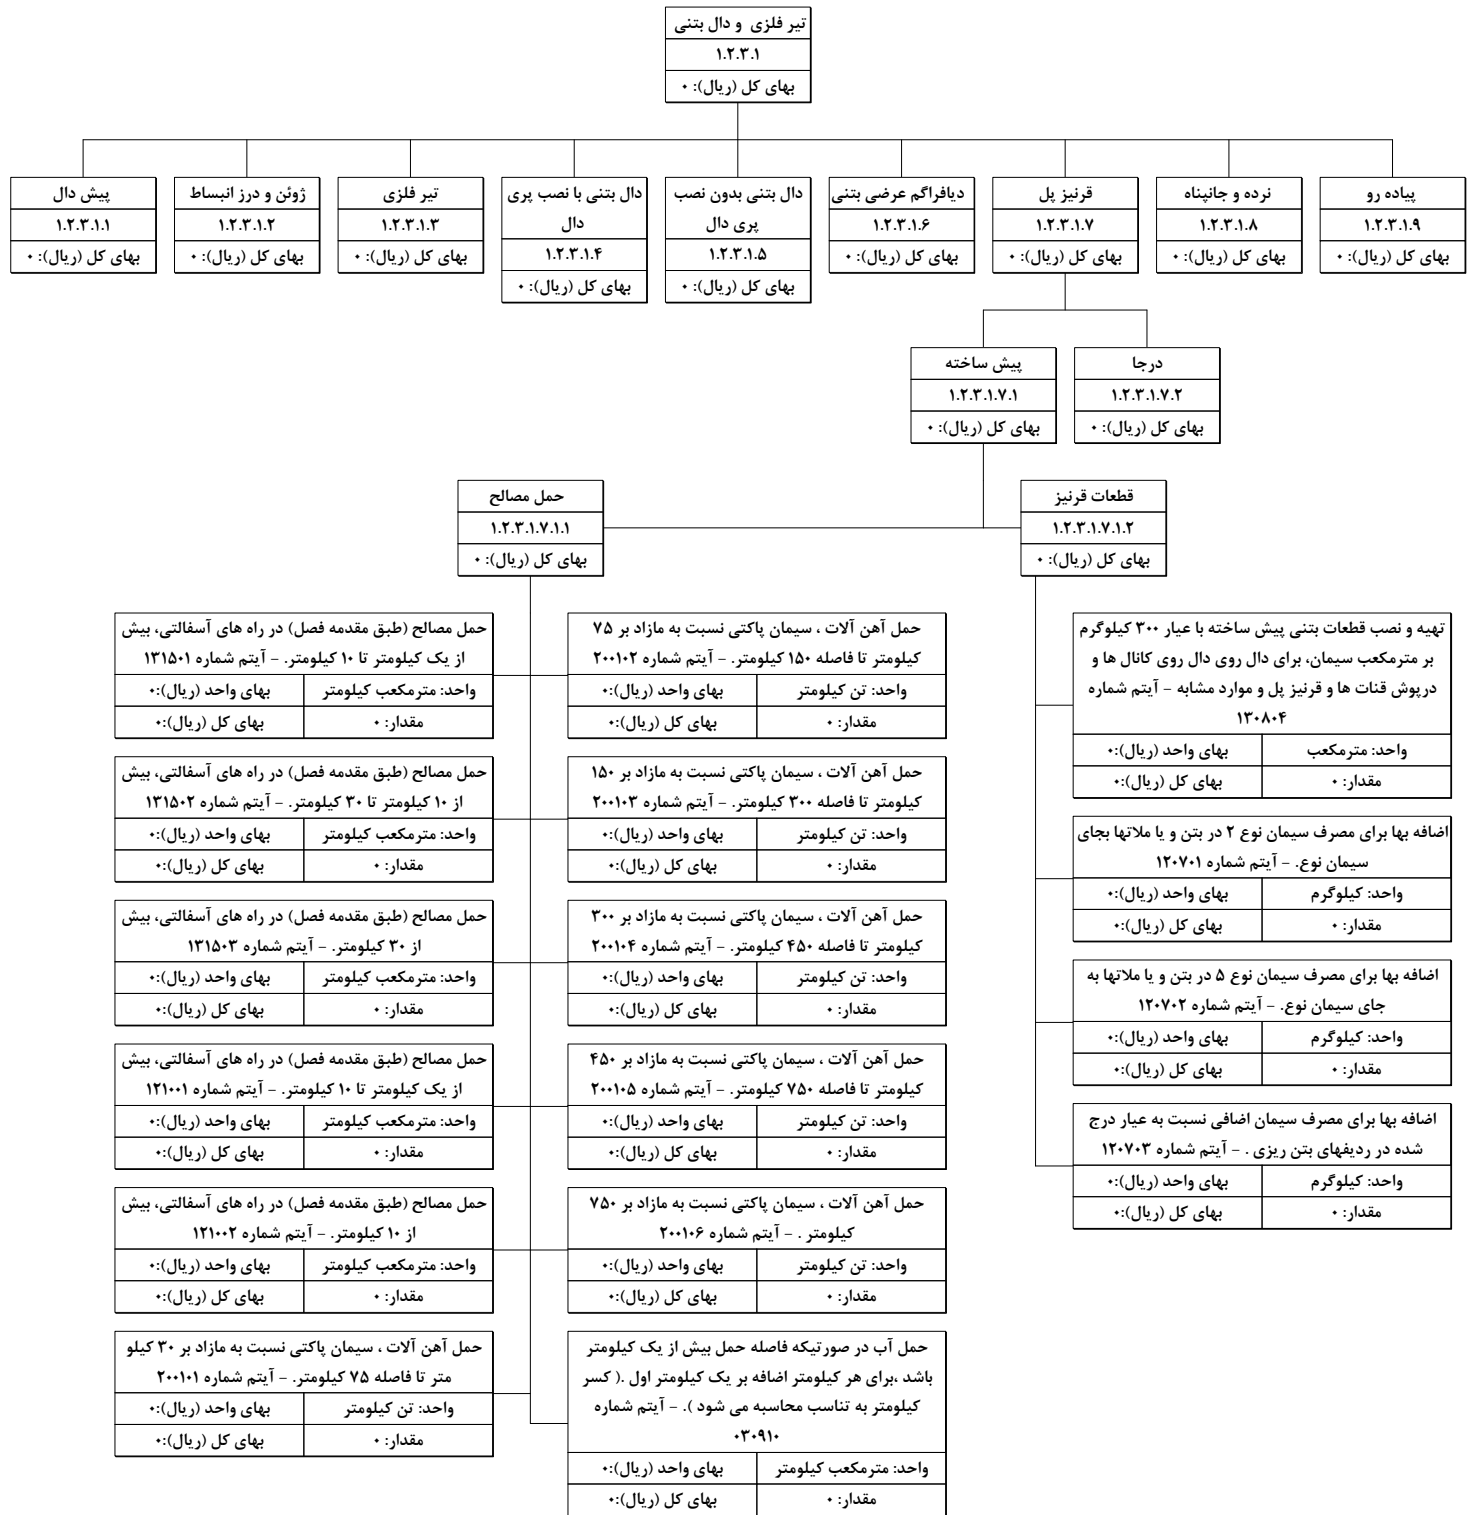 تیر فلزی و دال بتنی
۱.۲.۳.۱
بهای کل (ریال): ۰
پیاده رو
۱.۲.۳.۱.۹
بهای کل (ریال): ۰
نرده و جانپناه
۱.۲.۳.۱.۸
بهای کل (ریال): ۰
قرنیز پل
۱.۲.۳.۱.۷
بهای کل (ریال): ۰
دیافراگم عرضی بتنی
۱.۲.۳.۱.۶
بهای کل (ریال): ۰
دال بتنی بدون نصب
پری دال
۱.۲.۳.۱.۵
بهای کل (ریال): ۰
دال بتنی با نصب پری
دال
۱.۲.۳.۱.۴
بهای کل (ریال): ۰
تیر فلزی
۱.۲.۳.۱.۳
بهای کل (ریال): ۰
ژوئن و درز انبساط
۱.۲.۳.۱.۲
بهای کل (ریال): ۰
پیش دال
۱.۲.۳.۱.۱
بهای کل (ریال): ۰
درجا
۱.۲.۳.۱.۷.۲
بهای کل (ریال): ۰
پیش ساخته
۱.۲.۳.۱.۷.۱
بهای کل (ریال): ۰
قطعات قرنیز
۱.۲.۳.۱.۷.۱.۲
بهای کل (ریال): ۰
حمل مصالح
۱.۲.۳.۱.۷.۱.۱
بهای کل (ریال): ۰
تهیه و نصب قطعات بتنی پیش ساخته با عیار ۳۰۰ کیلوگرم
بر مترمکعب سیمان، برای دال روی دال روی کانال ها و
درپوش قنات ها و قرنیز پل و موارد مشابه - آیتم شماره
۱۳۰۸۰۴
واحد: مترمکعب بهای واحد (ریال):۰
مقدار: ۰ بهای کل (ریال):۰
اضافه بها برای مصرف سیمان نوع ۲ در بتن و یا ملاتها بجای
سیمان نوع. - آیتم شماره ۱۲۰۷۰۱
واحد: کیلوگرم بهای واحد (ریال):۰
مقدار: ۰ بهای کل (ریال):۰
اضافه بها برای مصرف سیمان نوع ۵ در بتن و یا ملاتها به
جای سیمان نوع. - آیتم شماره ۱۲۰۷۰۲
واحد: کیلوگرم بهای واحد (ریال):۰
مقدار: ۰ بهای کل (ریال):۰
اضافه بها برای مصرف سیمان اضافی نسبت به عیار درج
شده در ردیفهای بتن ریزی . - آیتم شماره ۱۲۰۷۰۳
واحد: کیلوگرم بهای واحد (ریال):۰
مقدار: ۰ بهای کل (ریال):۰
حمل آهن آلات ، سیمان پاکتی نسبت به مازاد بر ۷۵
کیلومتر تا فاصله ۱۵۰ کیلومتر. - آیتم شماره ۲۰۰۱۰۲
واحد: تن کیلومتر بهای واحد (ریال):۰
مقدار: ۰ بهای کل (ریال):۰
حمل آهن آلات ، سیمان پاکتی نسبت به مازاد بر ۱۵۰
کیلومتر تا فاصله ۳۰۰ کیلومتر. - آیتم شماره ۲۰۰۱۰۳
واحد: تن کیلومتر بهای واحد (ریال):۰
مقدار: ۰ بهای کل (ریال):۰
حمل آهن آلات ، سیمان پاکتی نسبت به مازاد بر ۳۰۰
کیلومتر تا فاصله ۴۵۰ کیلومتر. - آیتم شماره ۲۰۰۱۰۴
واحد: تن کیلومتر بهای واحد (ریال):۰
مقدار: ۰ بهای کل (ریال):۰
حمل آهن آلات ، سیمان پاکتی نسبت به مازاد بر ۴۵۰
کیلومتر تا فاصله ۷۵۰ کیلومتر. - آیتم شماره ۲۰۰۱۰۵
واحد: تن کیلومتر بهای واحد (ریال):۰
مقدار: ۰ بهای کل (ریال):۰
حمل آهن آلات ، سیمان پاکتی نسبت به مازاد بر ۷۵۰
کیلومتر . - آیتم شماره ۲۰۰۱۰۶
واحد: تن کیلومتر بهای واحد (ریال):۰
مقدار: ۰ بهای کل (ریال):۰
حمل آب در صورتیکه فاصله حمل بیش از یک کیلومتر
باشد ،برای هر کیلومتر اضافه بر یک کیلومتر اول .( کسر
کیلومتر به تناسب محاسبه می شود ). - آیتم شماره
۰۳۰۹۱۰
واحد: مترمکعب کیلومتر بهای واحد (ریال):۰
مقدار: ۰ بهای کل (ریال):۰
حمل مصالح (طبق مقدمه فصل) در راه های آسفالتی، بیش
از یک کیلومتر تا ۱۰ کیلومتر. - آیتم شماره ۱۳۱۵۰۱
واحد: مترمکعب کیلومتر بهای واحد (ریال):۰
مقدار: ۰ بهای کل (ریال):۰
حمل مصالح (طبق مقدمه فصل) در راه های آسفالتی، بیش
از ۱۰ کیلومتر تا ۳۰ کیلومتر. - آیتم شماره ۱۳۱۵۰۲
واحد: مترمکعب کیلومتر بهای واحد (ریال):۰
مقدار: ۰ بهای کل (ریال):۰
حمل مصالح (طبق مقدمه فصل) در راه های آسفالتی، بیش
از ۳۰ کیلومتر. - آیتم شماره ۱۳۱۵۰۳
واحد: مترمکعب کیلومتر بهای واحد (ریال):۰
مقدار: ۰ بهای کل (ریال):۰
حمل مصالح (طبق مقدمه فصل) در راه های آسفالتی، بیش
از یک کیلومتر تا ۱۰ کیلومتر. - آیتم شماره ۱۲۱۰۰۱
واحد: مترمکعب کیلومتر بهای واحد (ریال):۰
مقدار: ۰ بهای کل (ریال):۰
حمل مصالح (طبق مقدمه فصل) در راه های آسفالتی، بیش
از ۱۰ کیلومتر. - آیتم شماره ۱۲۱۰۰۲
واحد: مترمکعب کیلومتر بهای واحد (ریال):۰
مقدار: ۰ بهای کل (ریال):۰
حمل آهن آلات ، سیمان پاکتی نسبت به مازاد بر ۳۰ کیلو
متر تا فاصله ۷۵ کیلومتر. - آیتم شماره ۲۰۰۱۰۱
واحد: تن کیلومتر بهای واحد (ریال):۰
مقدار: ۰ بهای کل (ریال):۰